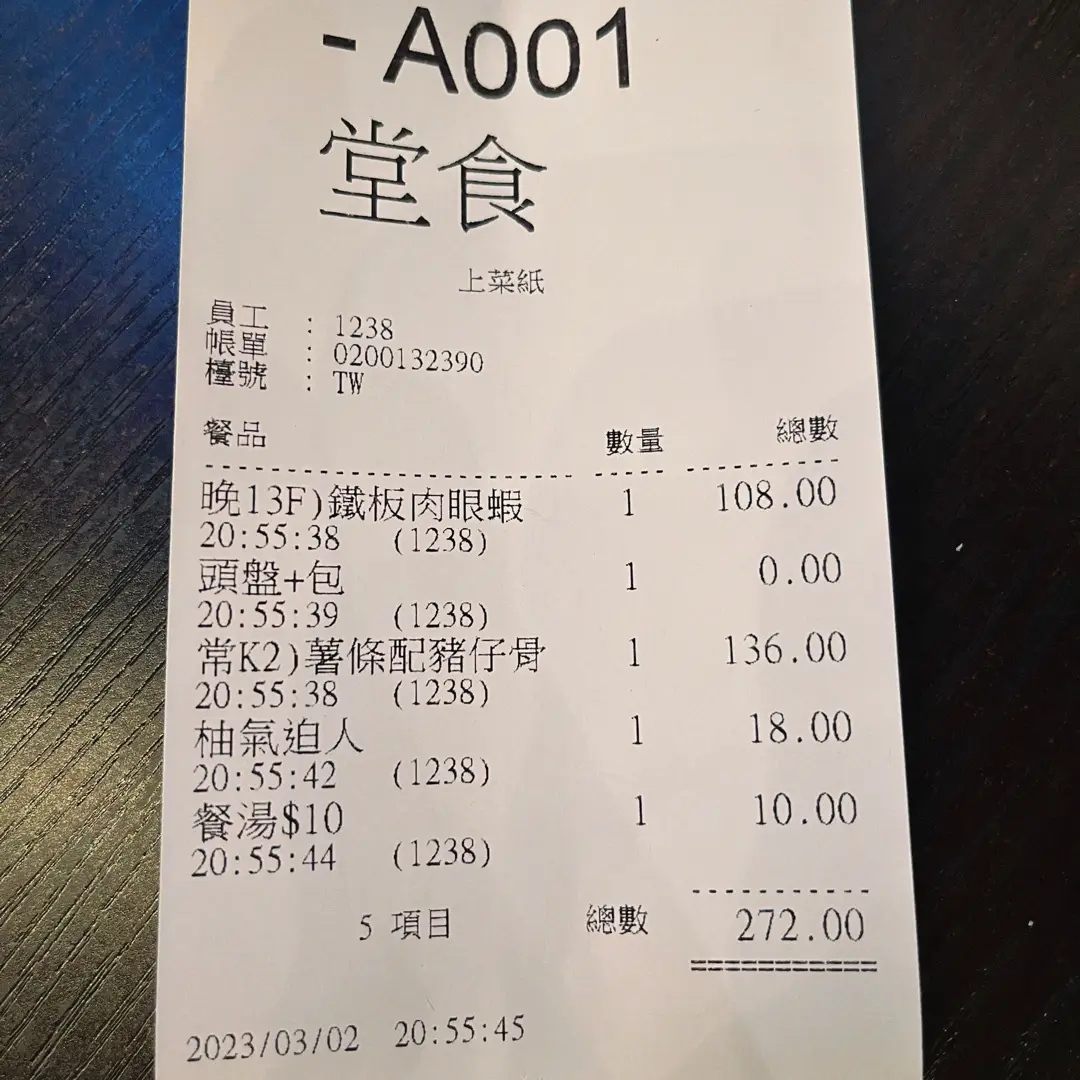 - A001
堂食
上菜紙
員工 : 1238
帳單 : 0200132390
檯號 : TW
餐品 數量 總數
晚13F)鐵板肉眼蝦 1 108.00
20:55:38 (1238)
頭盤+包 1 0.00
20:55:39 (1238)
常K2)薯條配豬仔骨 1 136.00
20:55:38 (1238)
柚氣迫人 1 18.00
20:55:42 (1238)
餐湯$10 1 10.00
20:55:44 (1238)
5 項目 總數 272.00
2023/03/02 20:55:45